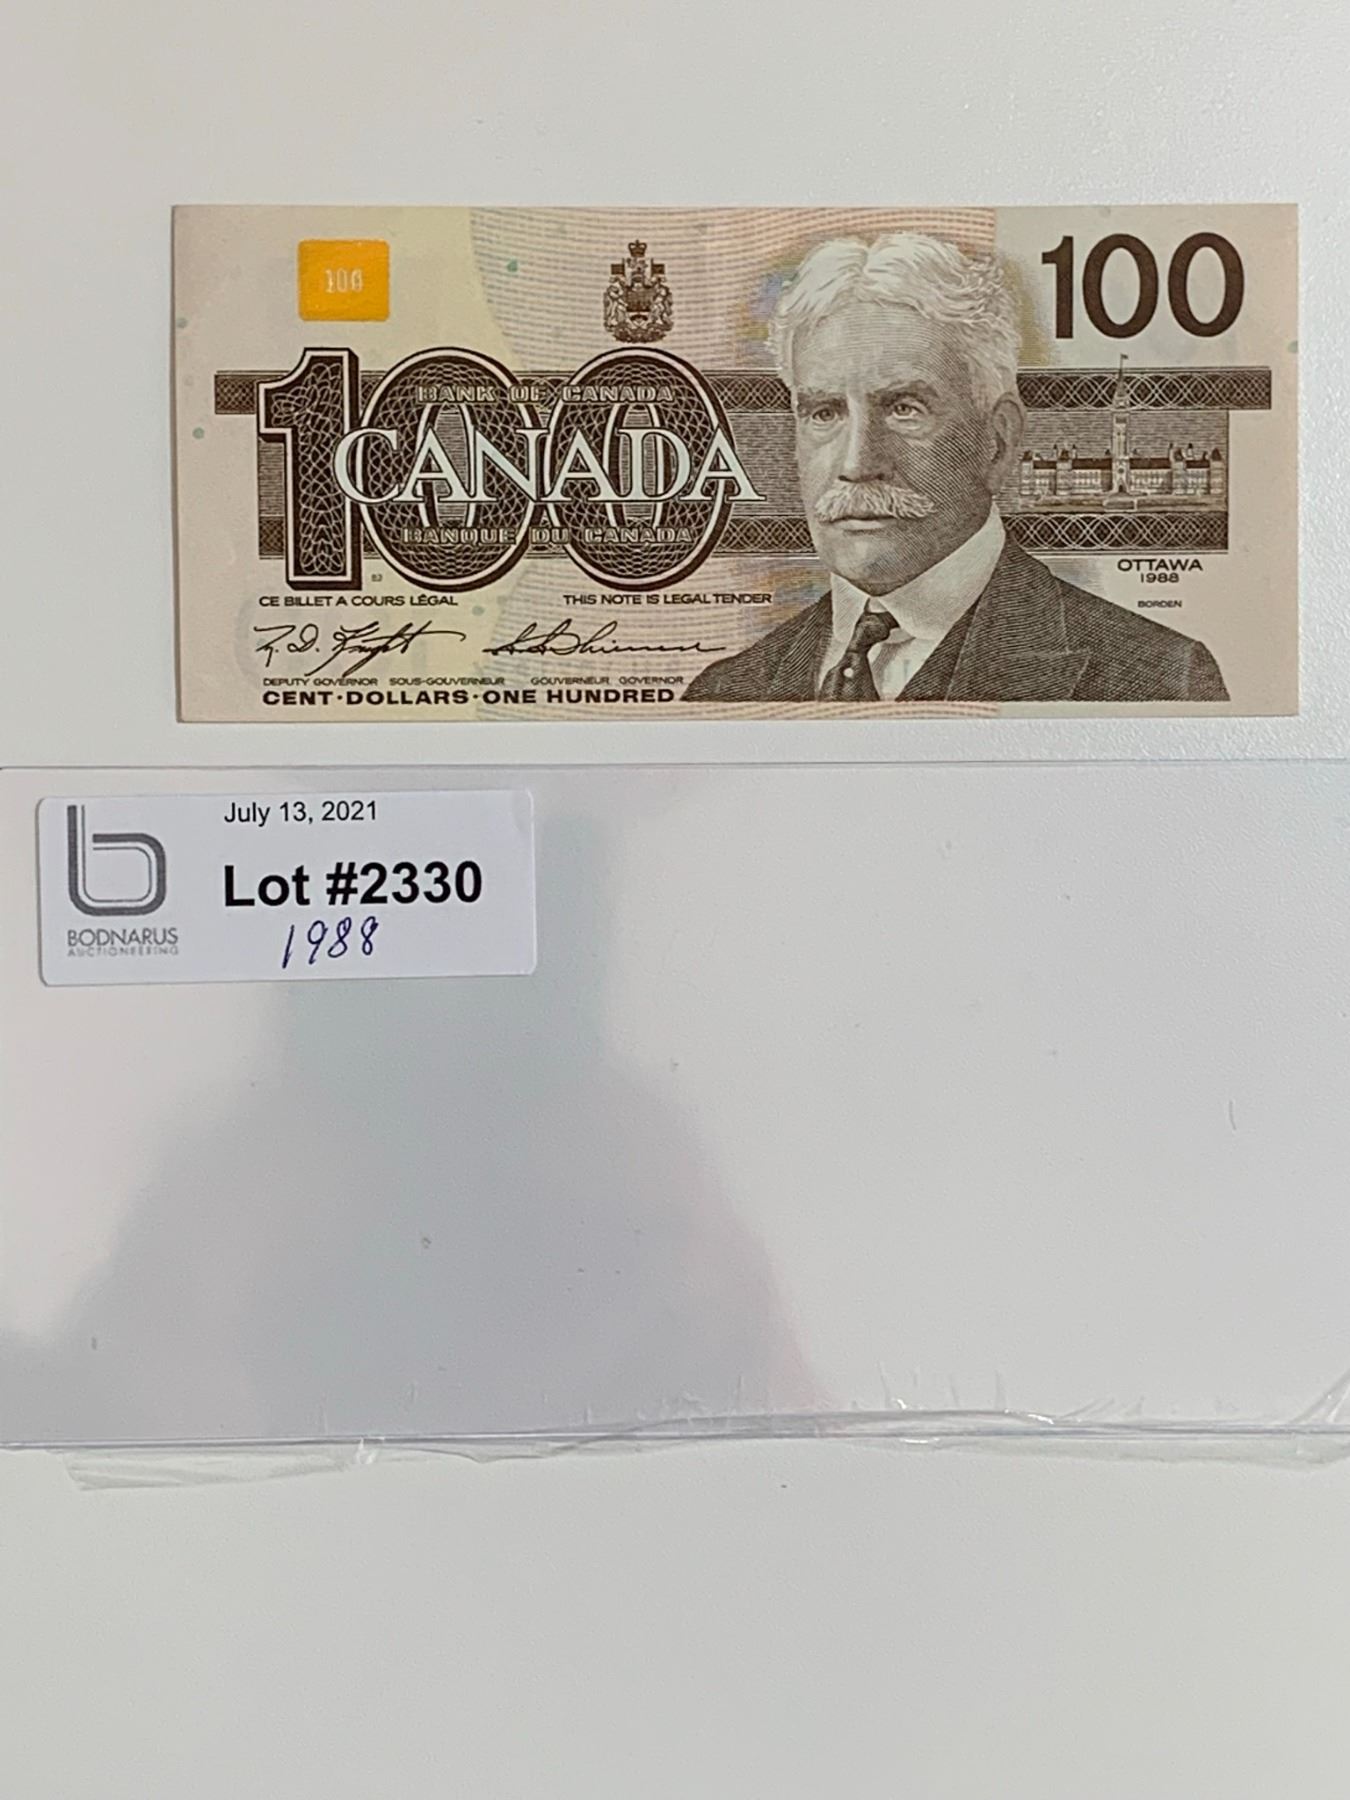 100
100
100
BANK OF CANADA
CANADA
BANQUE DU CANADA
OTTAWA
1988
BORDEN
CE BILLET A COURS LÉGAL THIS NOTE IS LEGAL TENDER
DEPUTY GOVERNOR SOUS-GOUVERNEUR GOUVERNEUR GOVERNOR
CENT·DOLLARS·ONE HUNDRED
July 13, 2021
Lot #2330
1988
BODNARUS
AUCTIONEERING